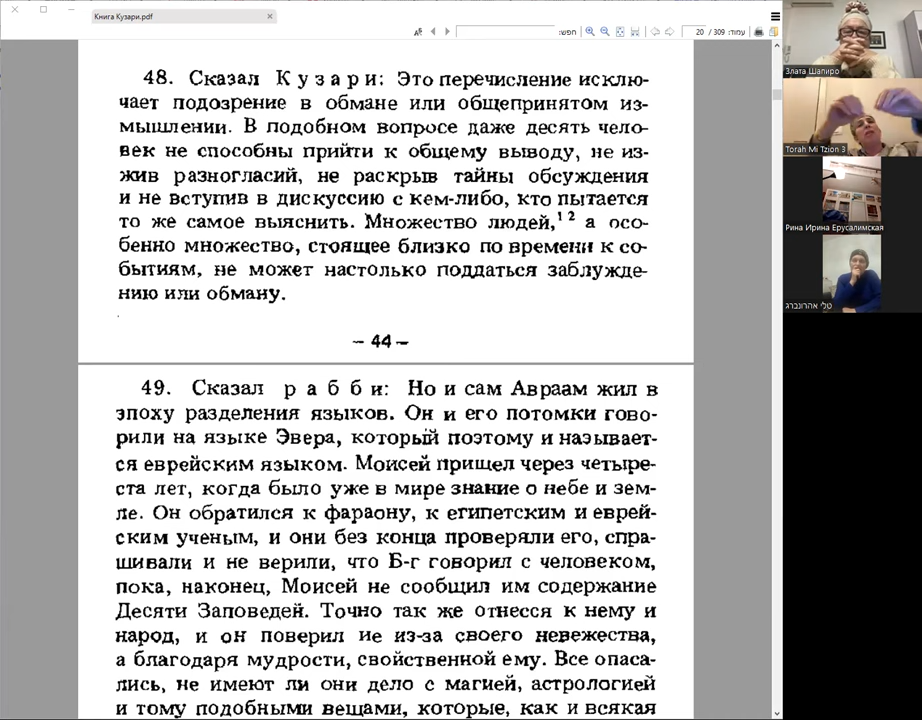 Книга Кузари.pdf
חפש:
עמוד: 309 / 20
48. Сказал Кузари: Это перечисление исклю-
чает подозрение в обмане или общепринятом из-
мышлении. В подобном вопросе даже десять чело-
век не способны прийти к общему выводу, не из-
жив разногласий, не раскрыв тайны обсуждения
и не вступив в дискуссию с кем-либо, кто пытается
то же самое выяснить. Множество людей,¹² а осо-
бенно множество, стоящее близко по времени к со-
бытиям, не может настолько поддаться заблужде-
нию или обману.
– 44 –
49. Сказал рабби: Но и сам Авраам жил в
эпоху разделения языков. Он и его потомки гово-
рили на языке Эвера, который поэтому и называет-
ся еврейским языком. Моисей пришел через четыре-
ста лет, когда было уже в мире знание о небе и зем-
ле. Он обратился к фараону, к египетским и еврей-
ским ученым, и они без конца проверяли его, спра-
шивали и не верили, что Б-г говорил с человеком,
пока, наконец, Моисей не сообщил им содержание
Десяти Заповедей. Точно так же отнесся к нему и
народ, и он поверил не из-за своего невежества,
а благодаря мудрости, свойственной ему. Все опаса-
лись, не имеют ли они дело с магией, астрологией
и тому подобными вещами, которые, как и всякая
Злата Шапиро
Torah Mi Tzion 3
Рина Ирина Ерусалимская
טלי אהרונברג